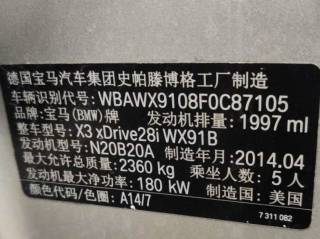 德国宝马汽车集团史帕滕博格工厂制造
车辆识别代号: WBAWX9108F0C87105
品牌: 宝马(BMW)牌 发动机排量: 1997 ml
整车型号: X3 xDrive28i WX91B
发动机型号: N20B20A 制造年月: 2014.04
最大允许总质量: 2360 kg 乘坐人数: 5 人
发动机最大净功率: 180 kW 制造国: 美国
颜色代码/色圈: A14/7
7 311 082